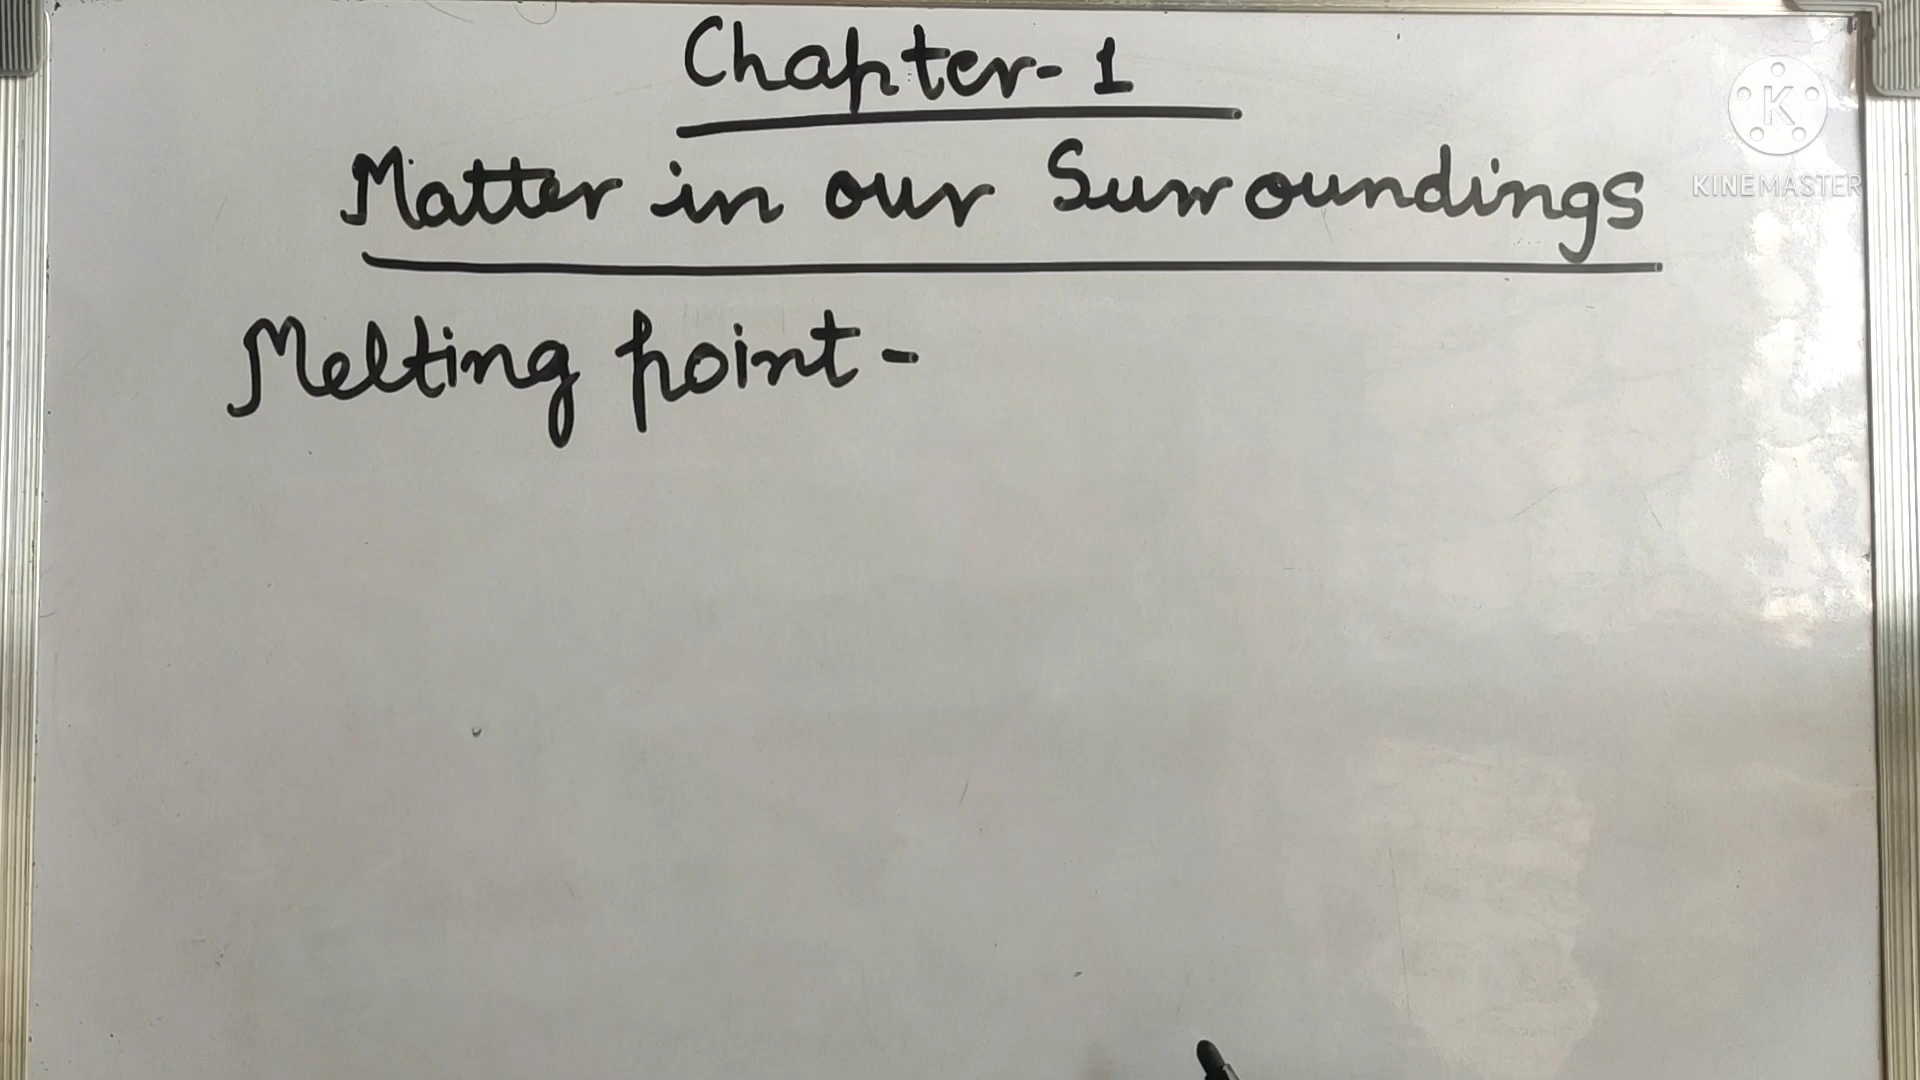 Chapter-1
Matter in our Surroundings
K
KINEMASTER
Melting point-